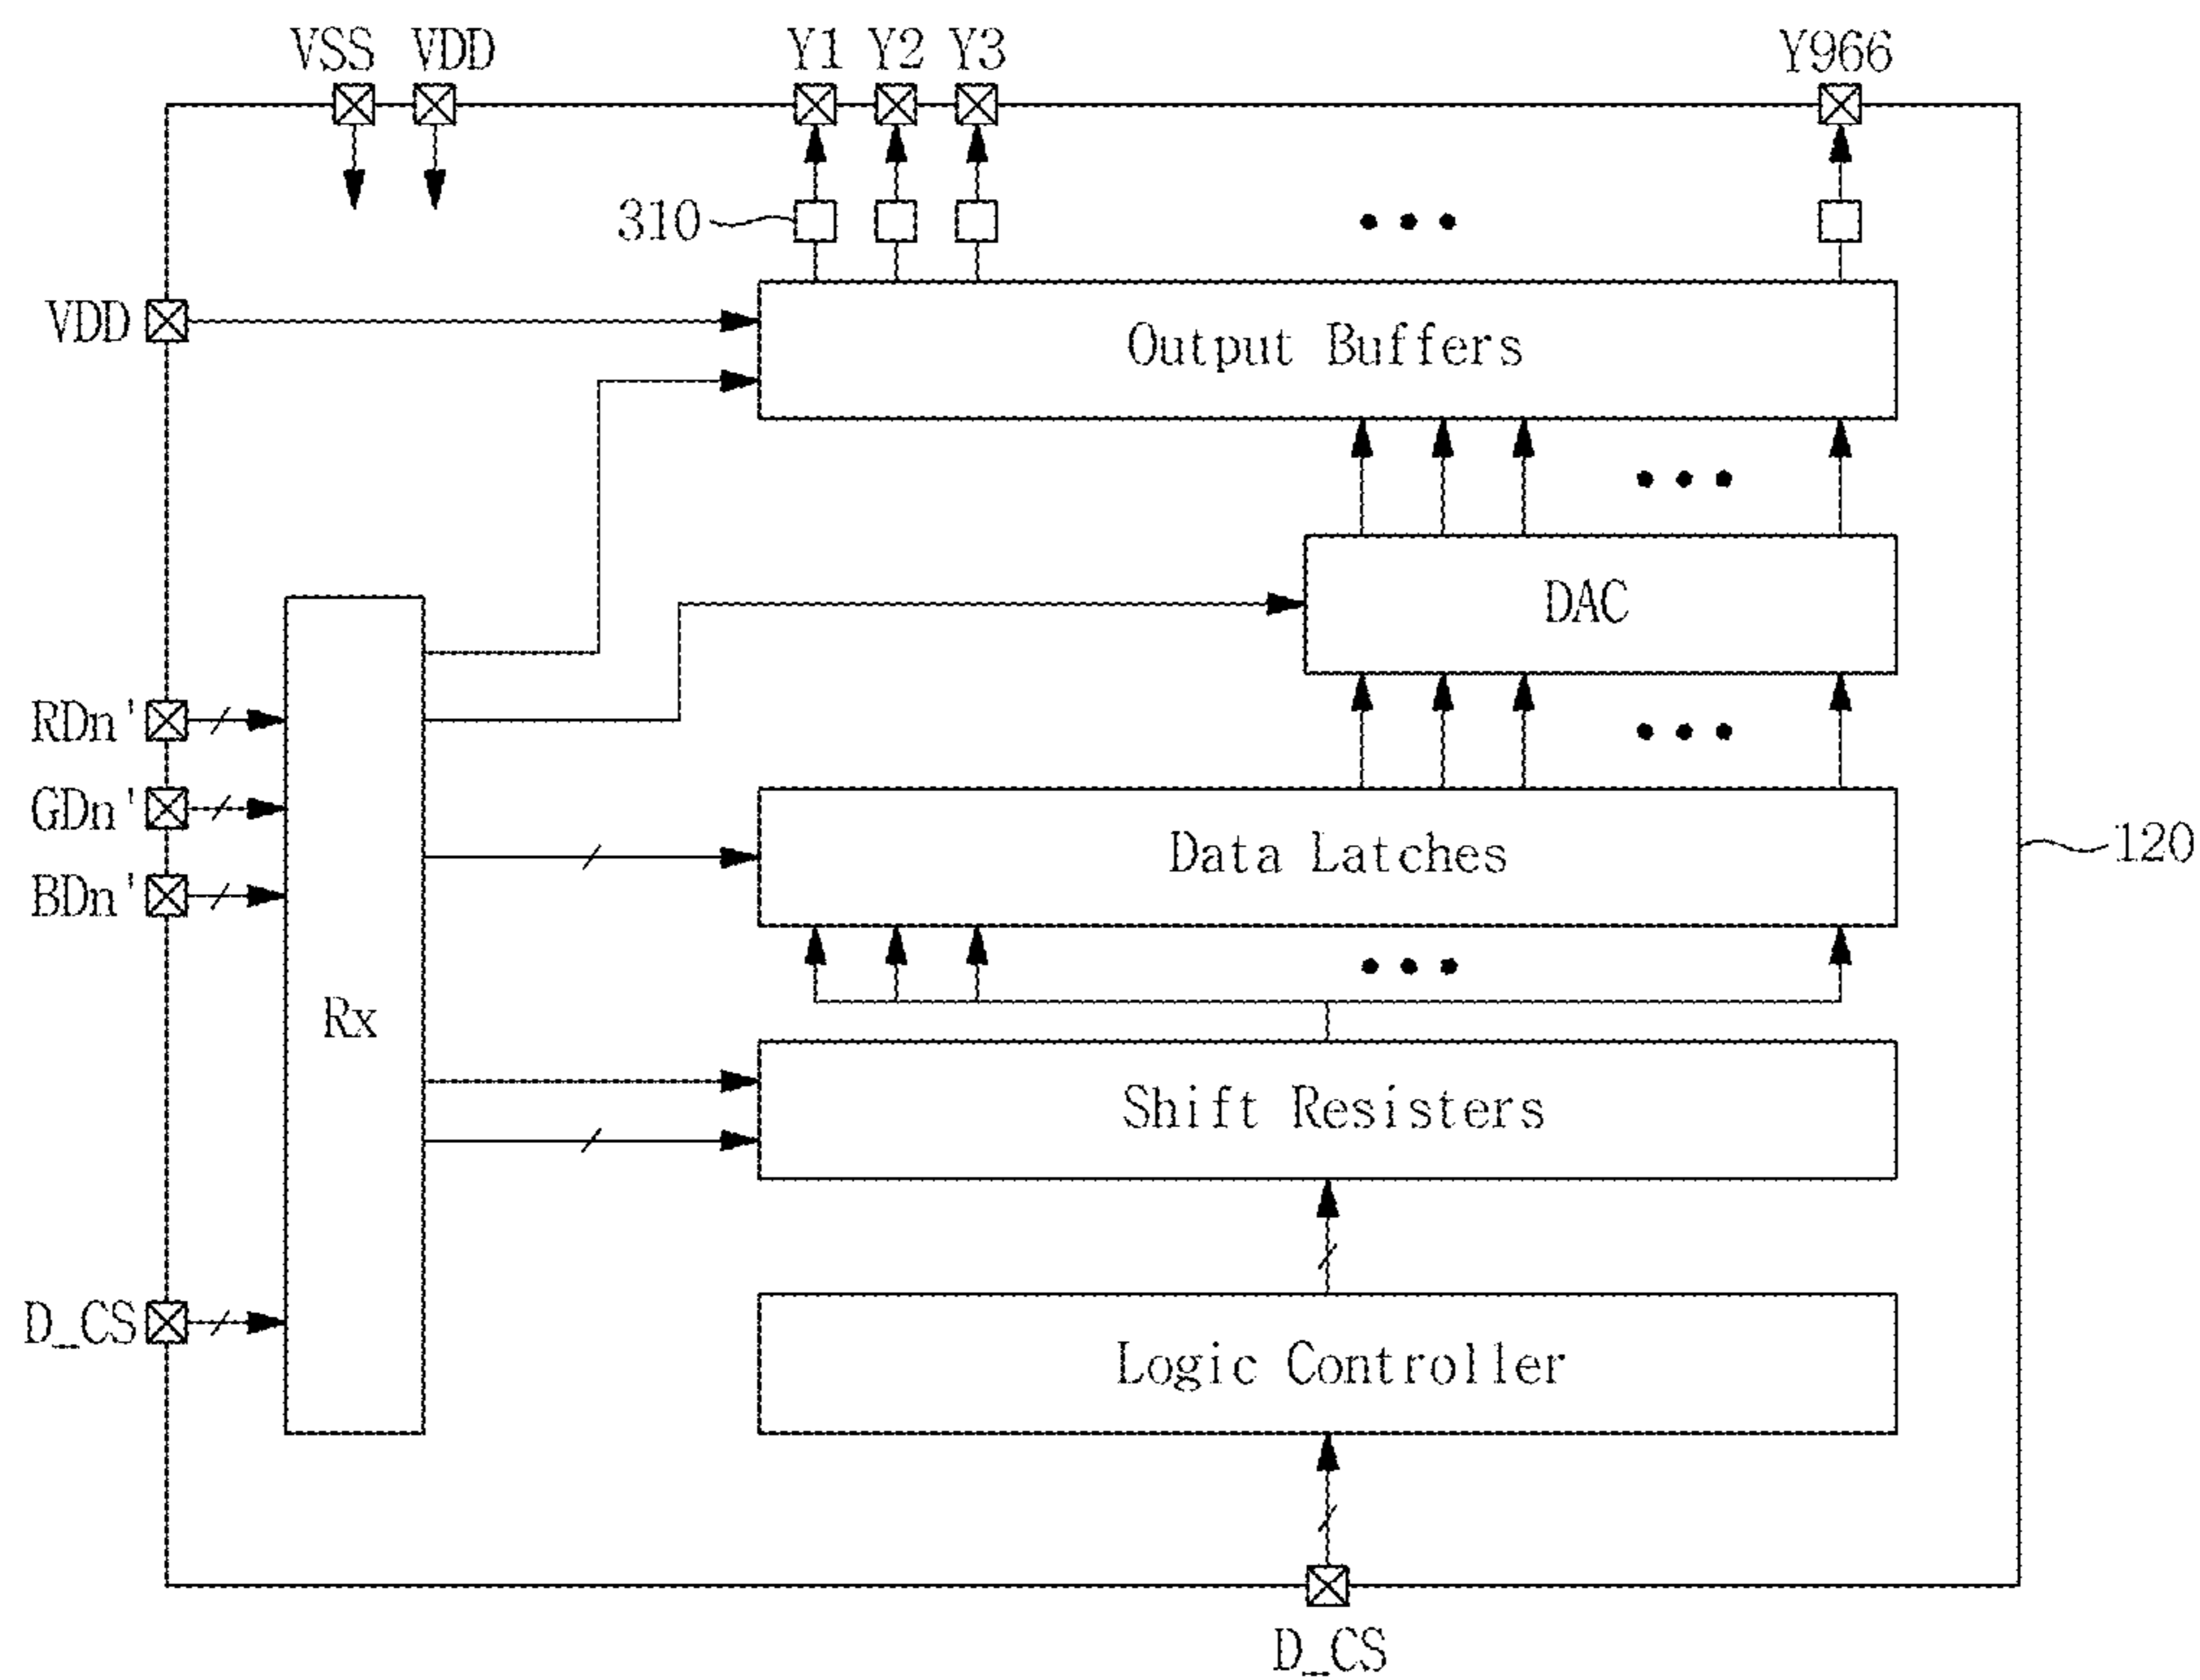 VSS VDD Y1 Y2 Y3 Y966
310
VDD
Output Buffers
DAC
RDn'
GDn'
Data Latches
120
BDn'
Rx
Shift Resisters
D_CS
Logic Controller
D_CS